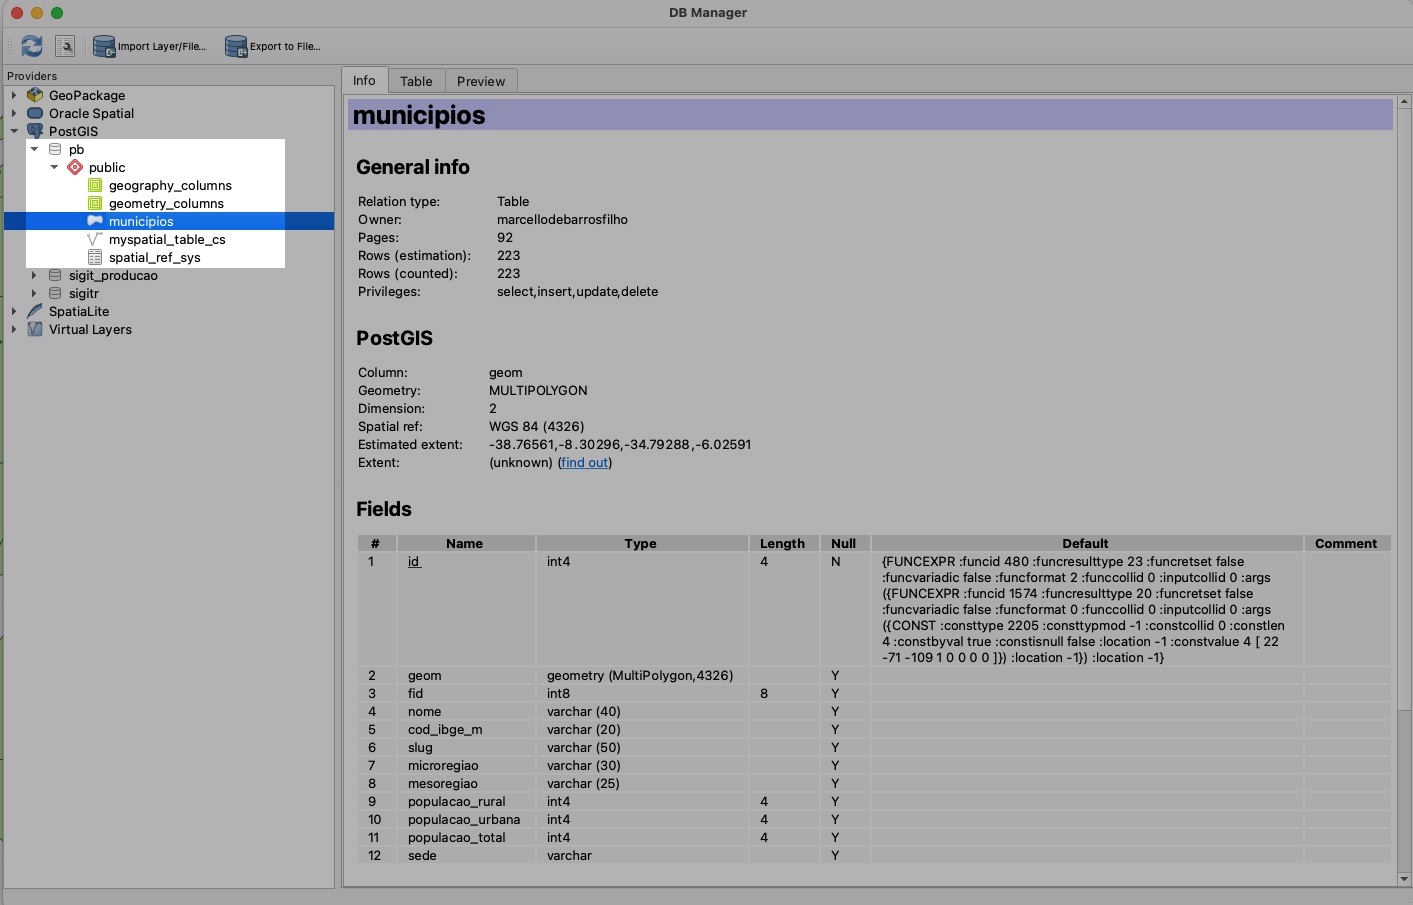 DB Manager
Import Layer/File... Export to File...
Providers
GeoPackage
Oracle Spatial
PostGIS
pb
public
geography_columns
geometry_columns
municipios
myspatial_table_cs
spatial_ref_sys
sigit_producao
sigitr
SpatiaLite
Virtual Layers
Info Table Preview
municipios
General info
Relation type: Table
Owner: marcellodebarrosfilho
Pages: 92
Rows (estimation): 223
Rows (counted): 223
Privileges: select,insert,update,delete
PostGIS
Column: geom
Geometry: MULTIPOLYGON
Dimension: 2
Spatial ref: WGS 84 (4326)
Estimated extent: -38.76561,-8.30296,-34.79288,-6.02591
Extent: (unknown) (find out)
Fields
# Name Type Length Null Default Comment
1 id int4 4 N {FUNCEXPR :funcid 480 :funcresulttype 23 :funcretset false
:funcvariadic false :funcformat 2 :funccollid 0 :inputcollid 0 :args
({FUNCEXPR :funcid 1574 :funcresulttype 20 :funcretset false
:funcvariadic false :funcformat 0 :funccollid 0 :inputcollid 0 :args
({CONST :consttype 2205 :consttypmod -1 :constcollid 0 :constlen
4 :constbyval true :constisnull false :location -1 :constvalue 4 [ 22
-71 -109 1 0 0 0 0 ]}) :location -1}) :location -1}
2 geom geometry (MultiPolygon,4326) Y
3 fid int8 8 Y
4 nome varchar (40) Y
5 cod_ibge_m varchar (20) Y
6 slug varchar (50) Y
7 microregiao varchar (30) Y
8 mesoregiao varchar (25) Y
9 populacao_rural int4 4 Y
10 populacao_urbana int4 4 Y
11 populacao_total int4 4 Y
12 sede varchar Y